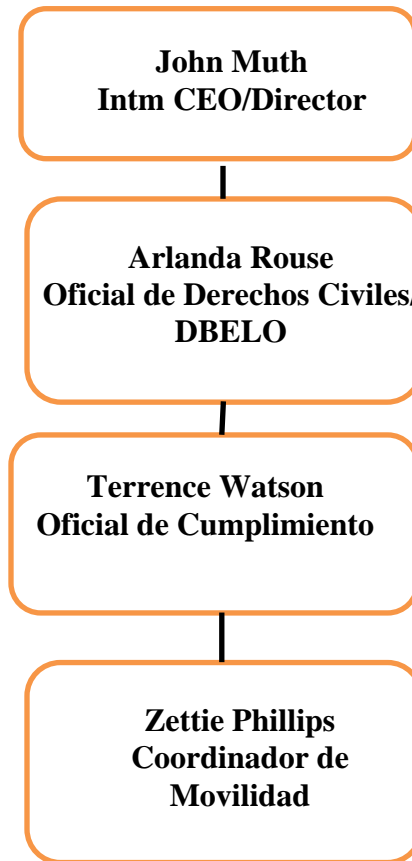 John Muth
Intm CEO/Director
Arlanda Rouse
Oficial de Derechos Civiles/
DBELO
Terrence Watson
Oficial de Cumplimiento
Zettie Phillips
Coordinador de
Movilidad